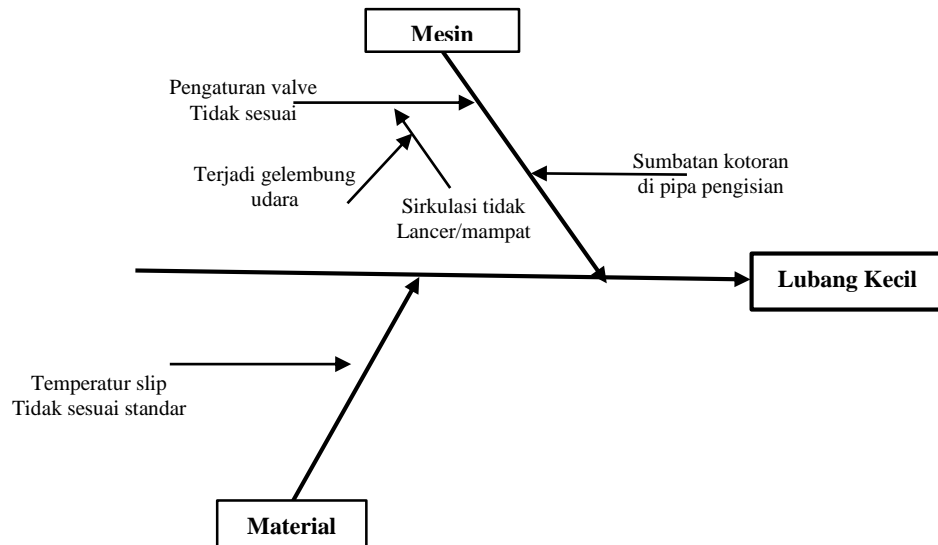 Mesin
Pengaturan valve
Tidak sesuai
Terjadi gelembung
udara
Sirkulasi tidak
Lancer/mampat
Sumbatan kotoran
di pipa pengisian
Lubang Kecil
Temperatur slip
Tidak sesuai standar
Material